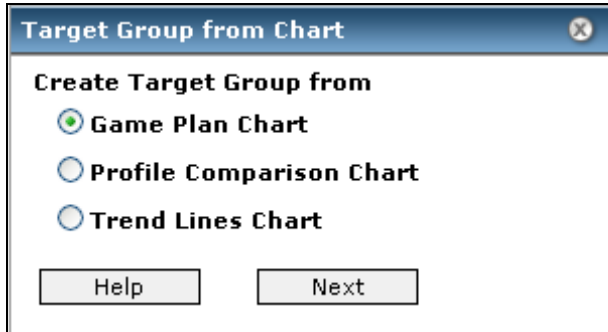 Target Group from Chart
Create Target Group from
Game Plan Chart
Profile Comparison Chart
Trend Lines Chart
Help Next